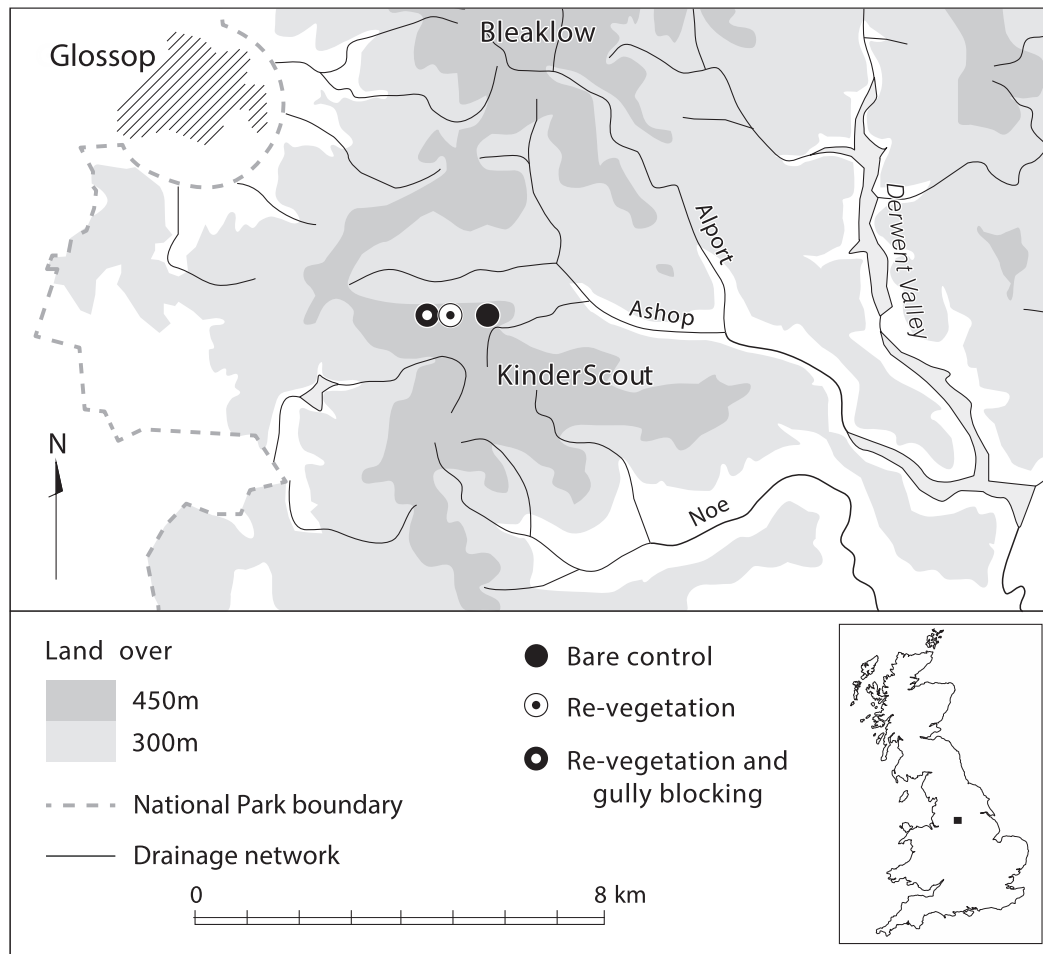 Glossop
Bleaklow
Derwent Valley
Alport
Ashop
KinderScout
N
Noe
Land over
450m
300m
National Park boundary
Drainage network
0 8 km
Bare control
Re-vegetation
Re-vegetation and
gully blocking